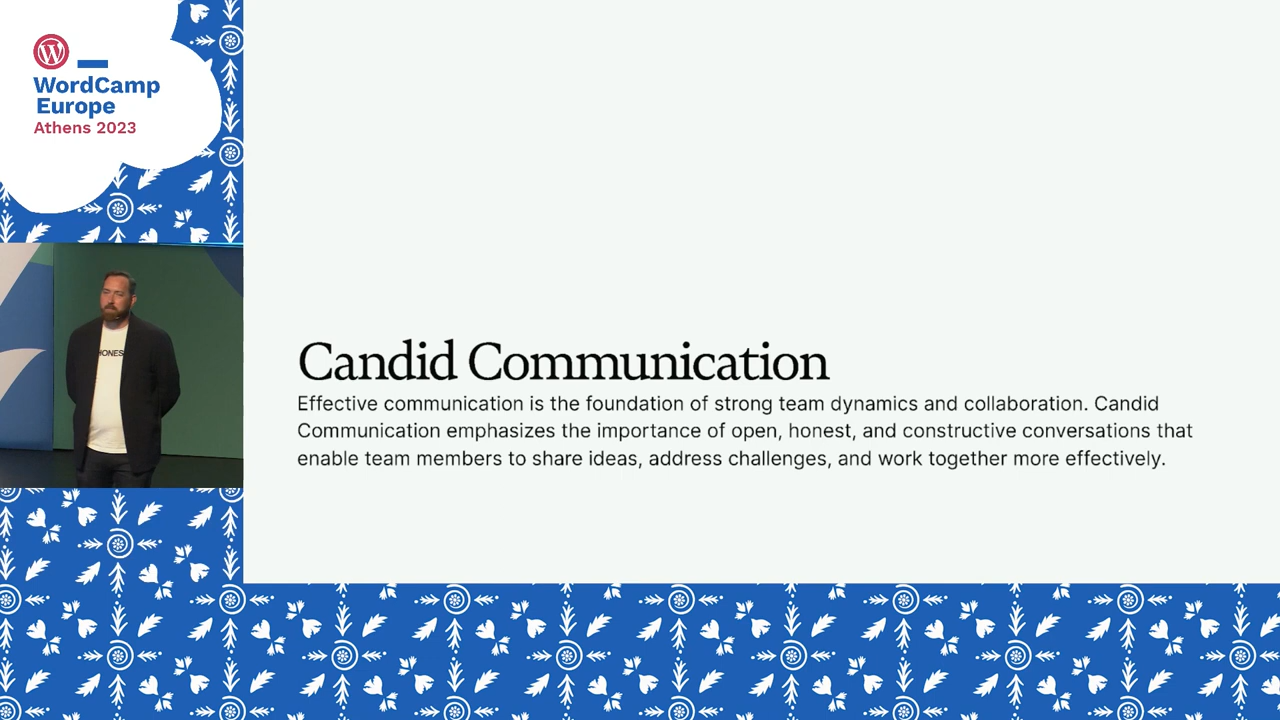 WordCamp
Europe
Athens 2023
HONES
Candid Communication
Effective communication is the foundation of strong team dynamics and collaboration. Candid
Communication emphasizes the importance of open, honest, and constructive conversations that
enable team members to share ideas, address challenges, and work together more effectively.